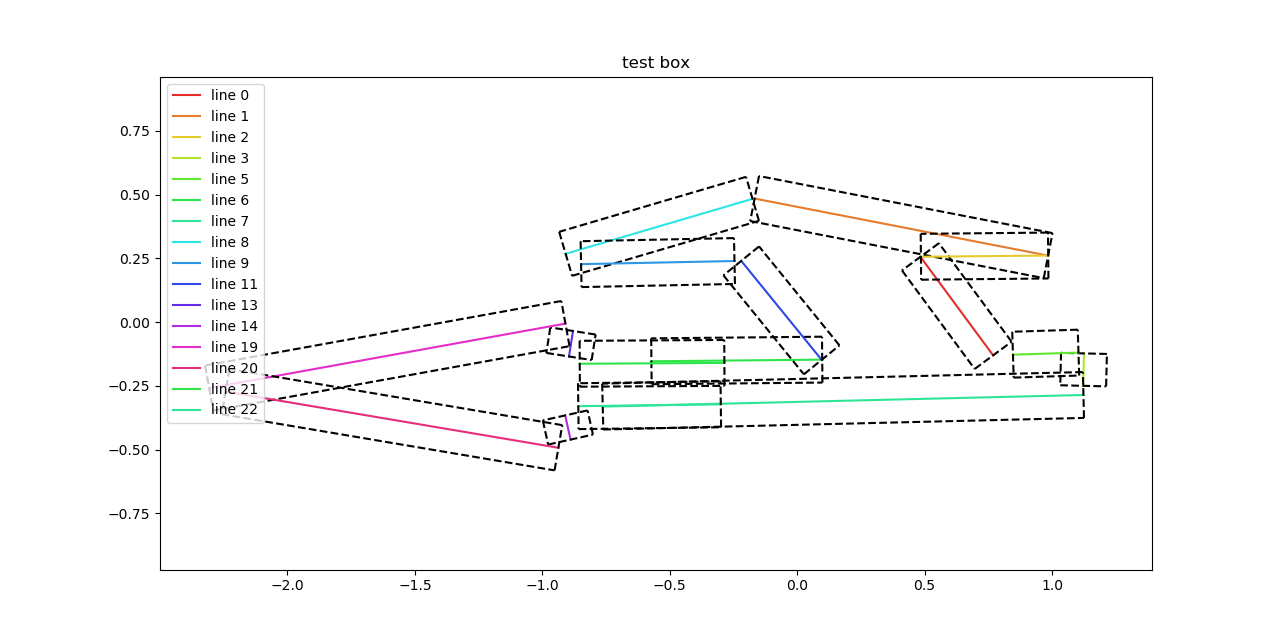 test box
line 0
line 1
line 2
line 3
line 5
line 6
line 7
line 8
line 9
line 11
line 13
line 14
line 19
line 20
line 21
line 22
0.75
0.50
0.25
0.00
−0.25
−0.50
−0.75
−2.0 −1.5 −1.0 −0.5 0.0 0.5 1.0